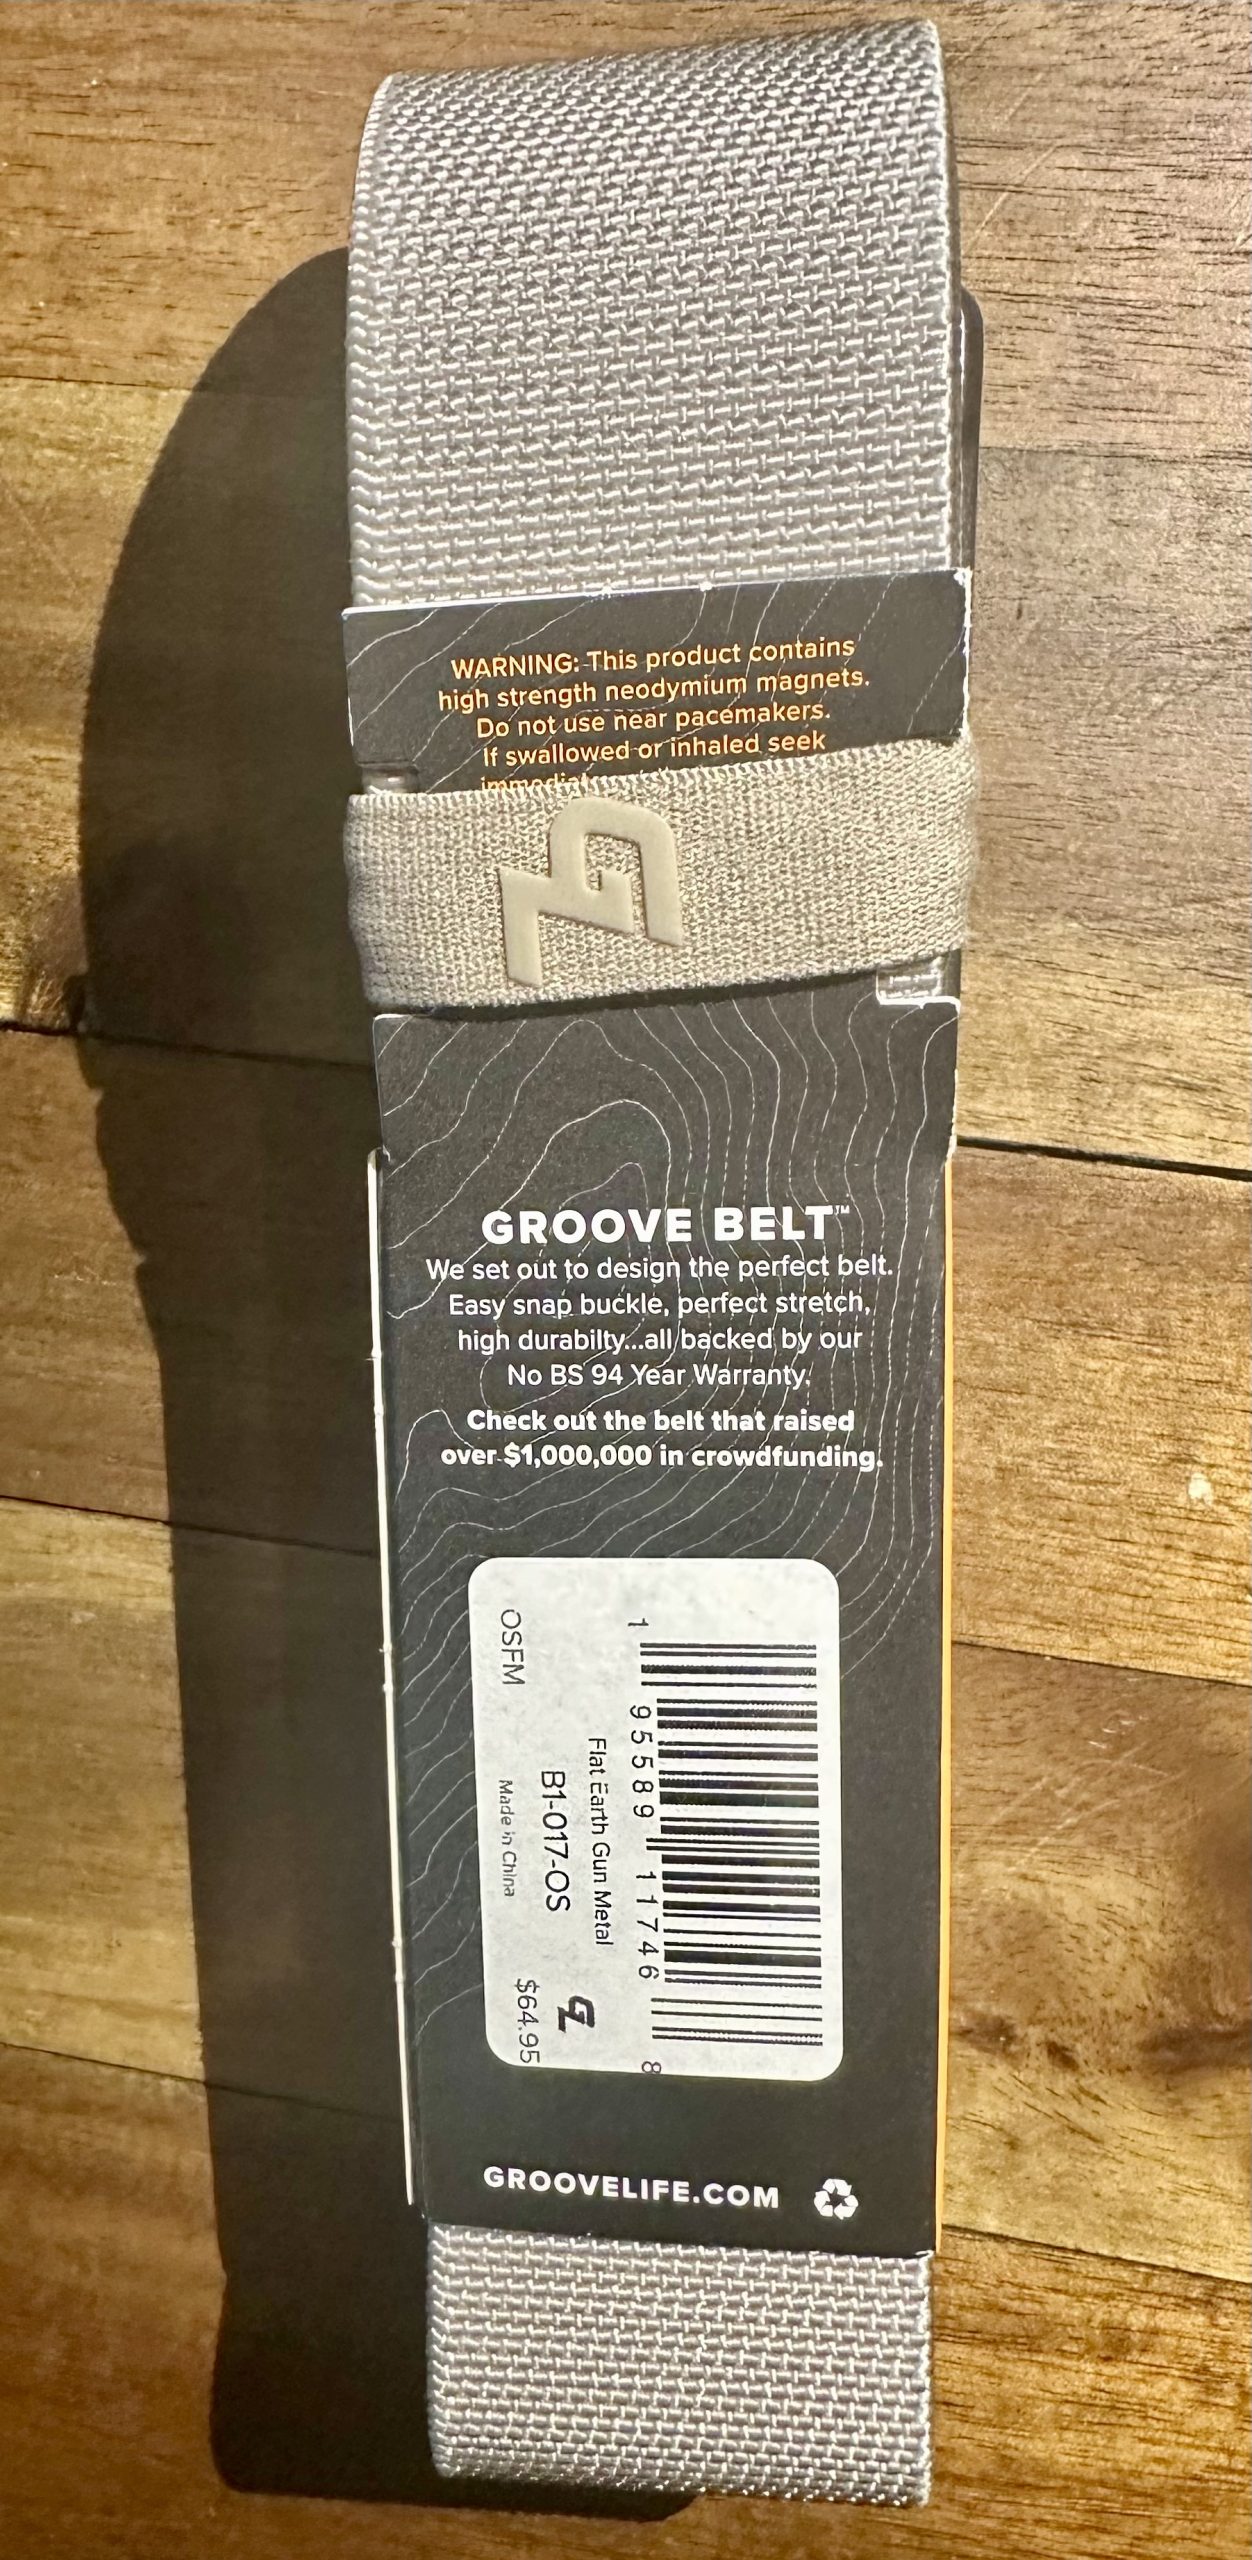 WARNING: This product contains
high strength neodymium magnets.
Do not use near pacemakers.
If swallowed or inhaled seek
GL
GROOVE BELT™
We set out to design the perfect belt.
Easy snap buckle, perfect stretch,
high durabilty...all backed by our
No BS 94 Year Warranty.
Check out the belt that raised
over $1,000,000 in crowdfunding.
1 95589 11746 8
Flat Earth Gun Metal
B1-017-OS
GL
OSFM
Made in China
$64.95
GROOVELIFE.COM